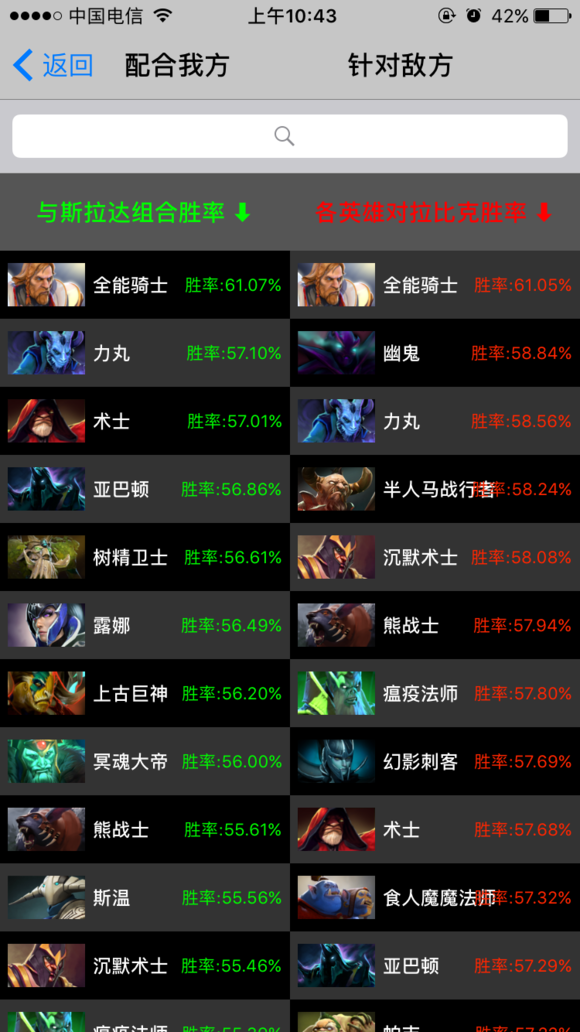 中国电信 上午10:43 42%
返回 配合我方 针对敌方
与斯拉达组合胜率 ⬇ 各英雄对拉比克胜率 ⬇
全能骑士 胜率:61.07% 全能骑士 胜率:61.05%
力丸 胜率:57.10% 幽鬼 胜率:58.84%
术士 胜率:57.01% 力丸 胜率:58.56%
亚巴顿 胜率:56.86% 半人马战行者 胜率:58.24%
树精卫士 胜率:56.61% 沉默术士 胜率:58.08%
露娜 胜率:56.49% 熊战士 胜率:57.94%
上古巨神 胜率:56.20% 瘟疫法师 胜率:57.80%
冥魂大帝 胜率:56.00% 幻影刺客 胜率:57.69%
熊战士 胜率:55.61% 术士 胜率:57.68%
斯温 胜率:55.56% 食人魔魔法师 胜率:57.32%
沉默术士 胜率:55.46% 亚巴顿 胜率:57.29%
瘟疫法师